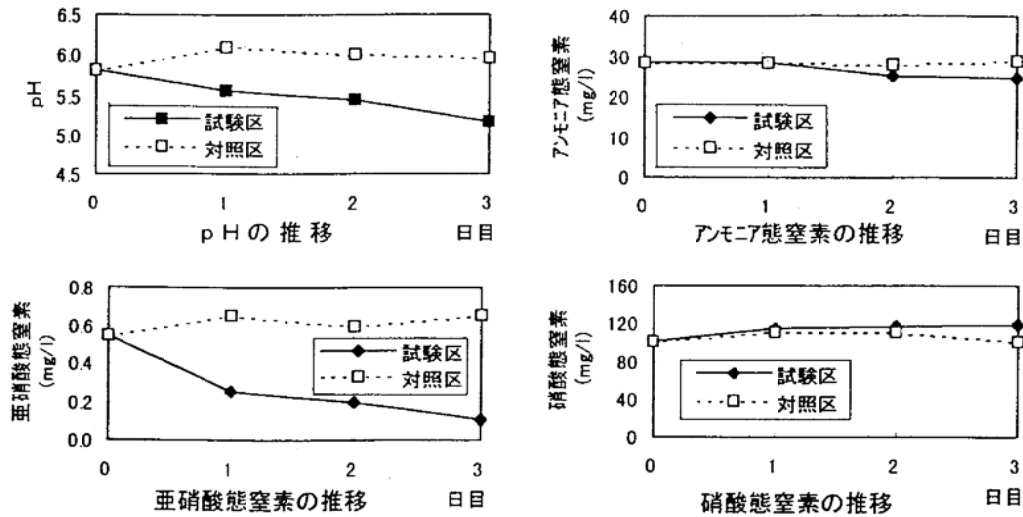 6.5
6.0
5.5
5.0
4.5
pH
試験区
対照区
0 1 2 3
pHの推移 日目
40
30
20
10
0
アンモニア態窒素
(mg/l)
試験区
対照区
0 1 2 3
アンモニア態窒素の推移 日目
0.8
0.6
0.4
0.2
0.0
亜硝酸態窒素
(mg/l)
試験区
対照区
0 1 2 3
亜硝酸態窒素の推移 日目
160
120
80
40
0
硝酸態窒素
(mg/l)
試験区
対照区
0 1 2 3
硝酸態窒素の推移 日目